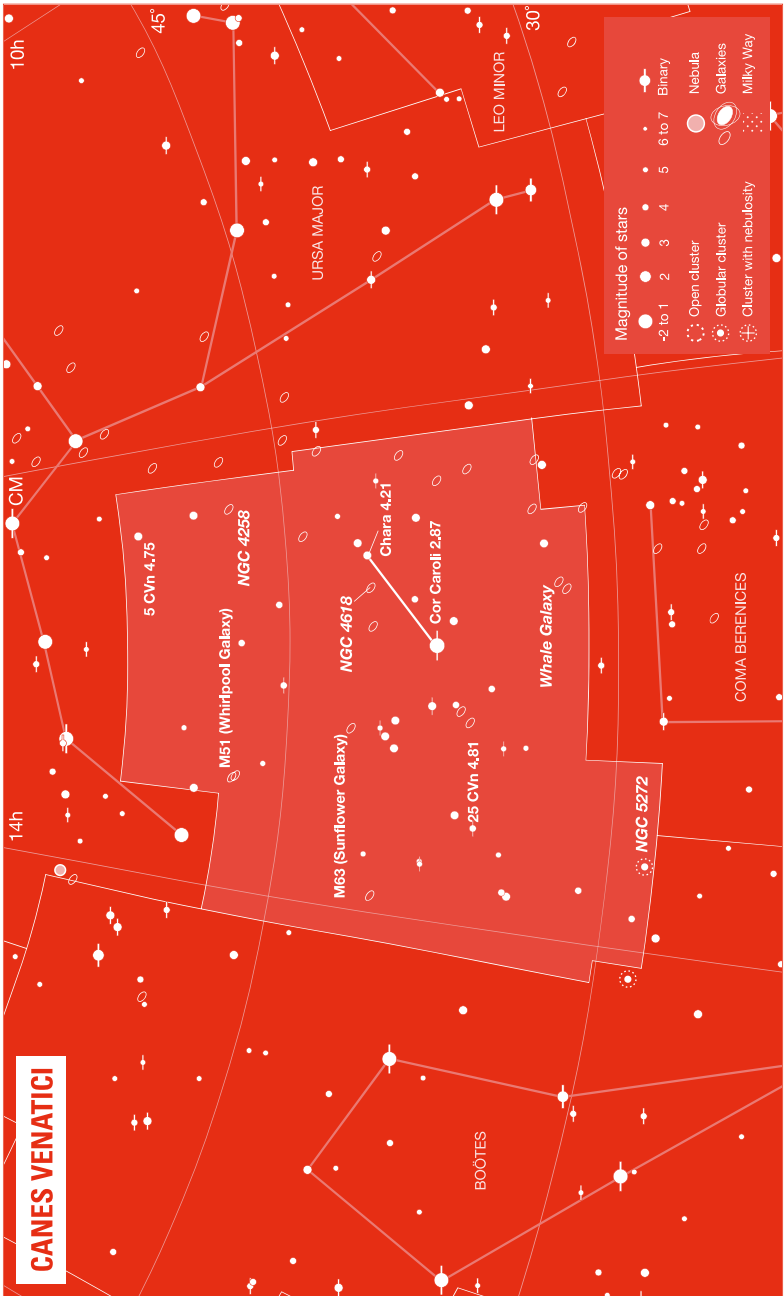 CANES VENATICI
14h
CM
10h
45°
30°
5 CVn 4.75
NGC 4258
M51 (Whirlpool Galaxy)
NGC 4618
Chara 4.21
Cor Caroli 2.87
M63 (Sunflower Galaxy)
25 CVn 4.81
Whale Galaxy
NGC 5272
URSA MAJOR
LEO MINOR
COMA BERENICES
BOÖTES
Magnitude of stars
-2 to 1 2 3 4 5 6 to 7 Binary
Open cluster Nebula
Globular cluster Galaxies
Cluster with nebulosity Milky Way